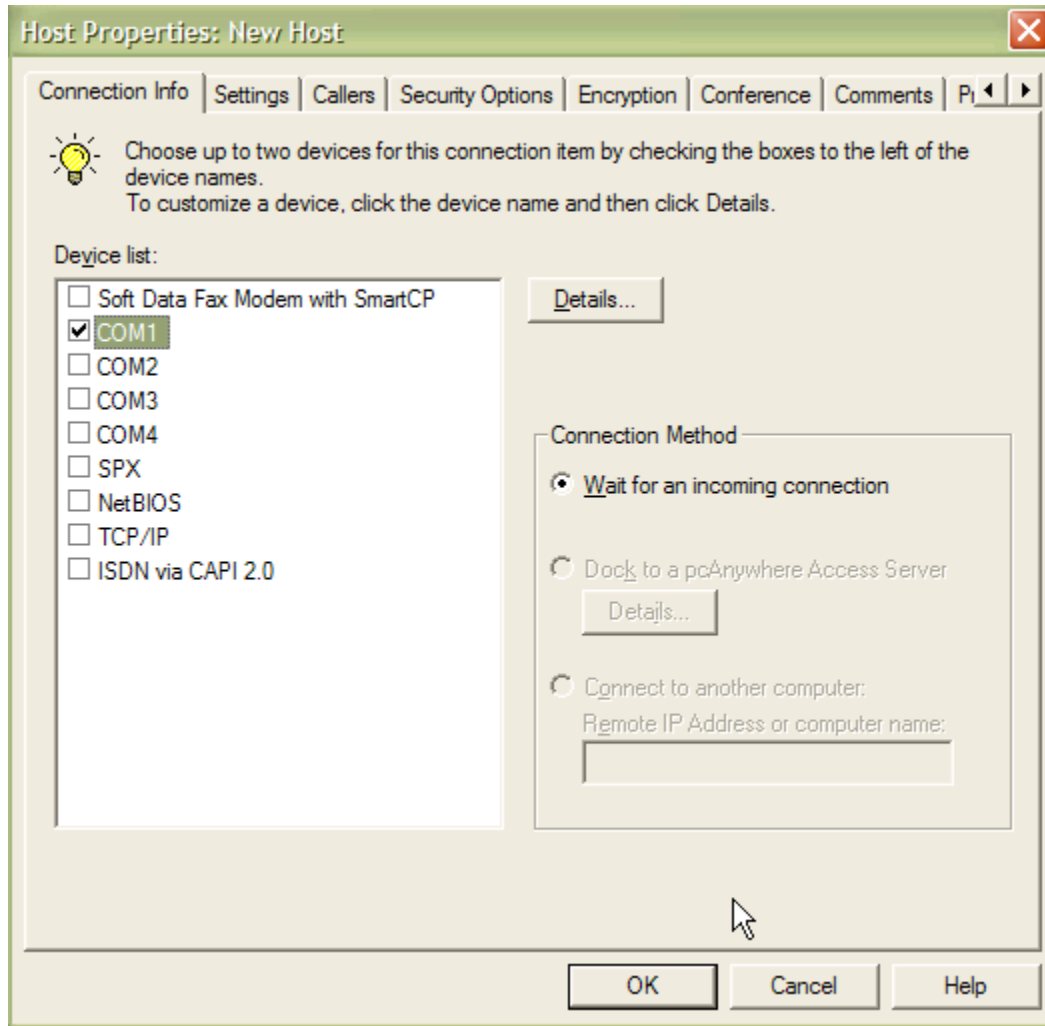 Host Properties: New Host
Connection Info Settings Callers Security Options Encryption Conference Comments
Choose up to two devices for this connection item by checking the boxes to the left of the
device names.
To customize a device, click the device name and then click Details.
Device list:
Soft Data Fax Modem with SmartCP
COM1
COM2
COM3
COM4
SPX
NetBIOS
TCP/IP
ISDN via CAPI 2.0
Details...
Connection Method
Wait for an incoming connection
Dock to a pcAnywhere Access Server
Details...
Connect to another computer:
Remote IP Address or computer name:
OK Cancel Help